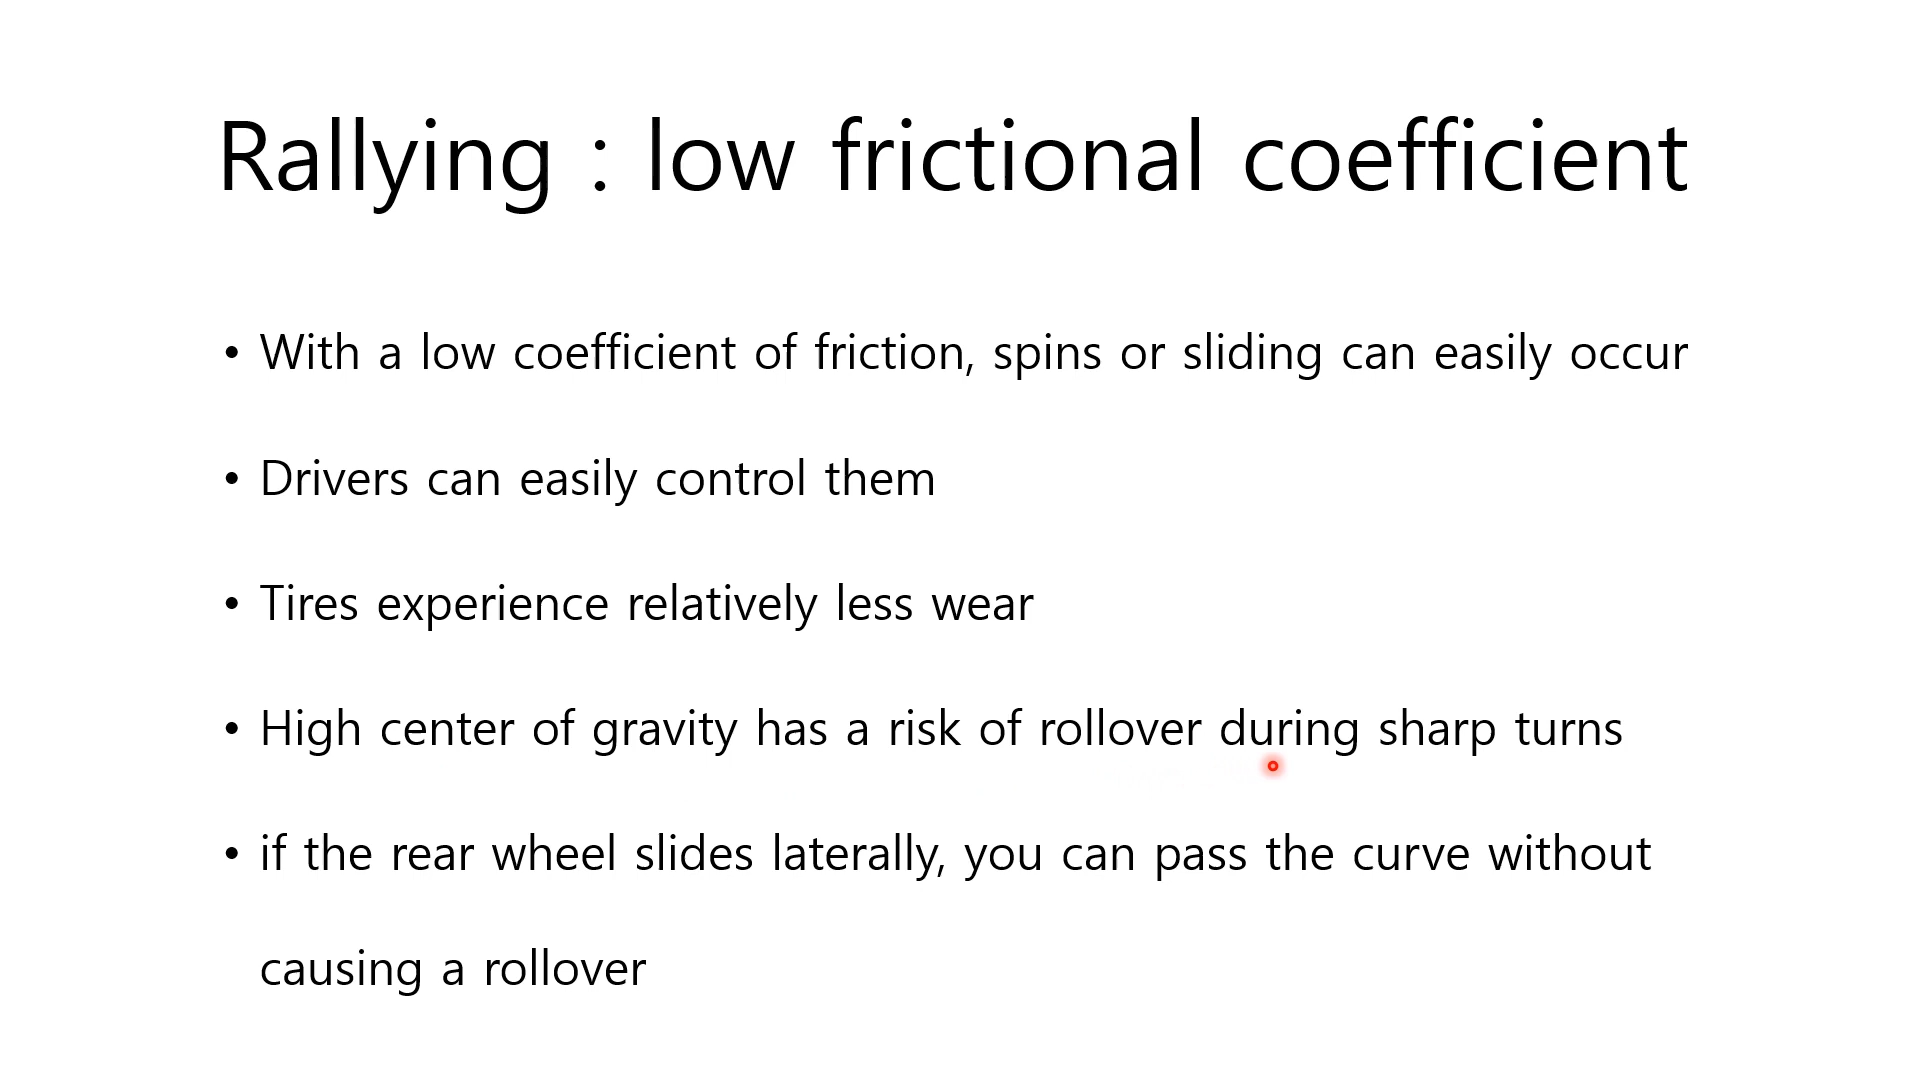 Rallying : low frictional coefficient
• With a low coefficient of friction, spins or sliding can easily occur
• Drivers can easily control them
• Tires experience relatively less wear
• High center of gravity has a risk of rollover during sharp turns
• if the rear wheel slides laterally, you can pass the curve without
causing a rollover